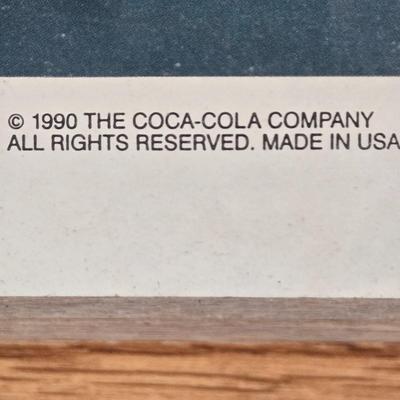 © 1990 THE COCA-COLA COMPANY
ALL RIGHTS RESERVED. MADE IN USA